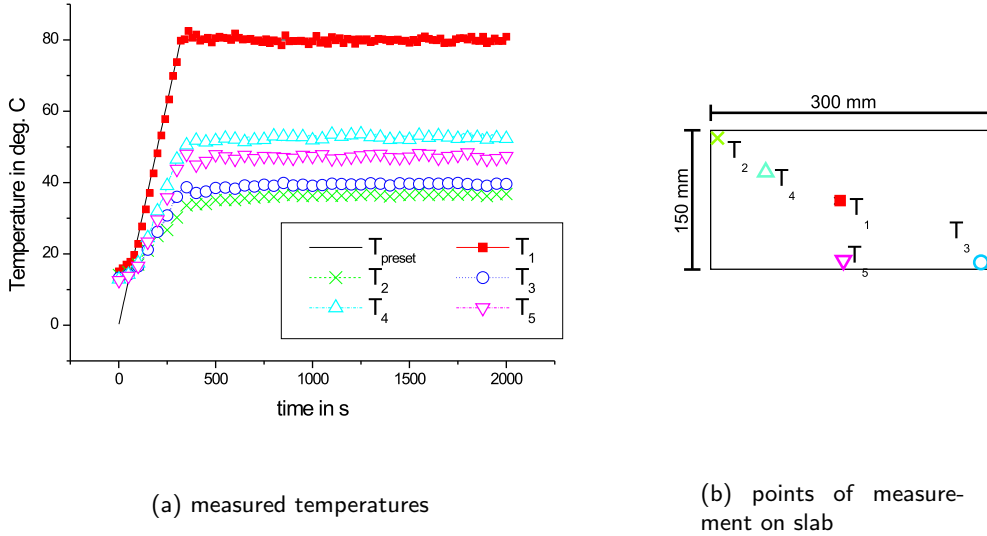 Temperature in deg. C
80
60
40
20
0
0
500
1000
1500
2000
time in s
T_preset
T_1
T_2
T_3
T_4
T_5
(a) measured temperatures
300 mm
150 mm
T_2
T_4
T_1
T_3
T_5
(b) points of measure-
ment on slab